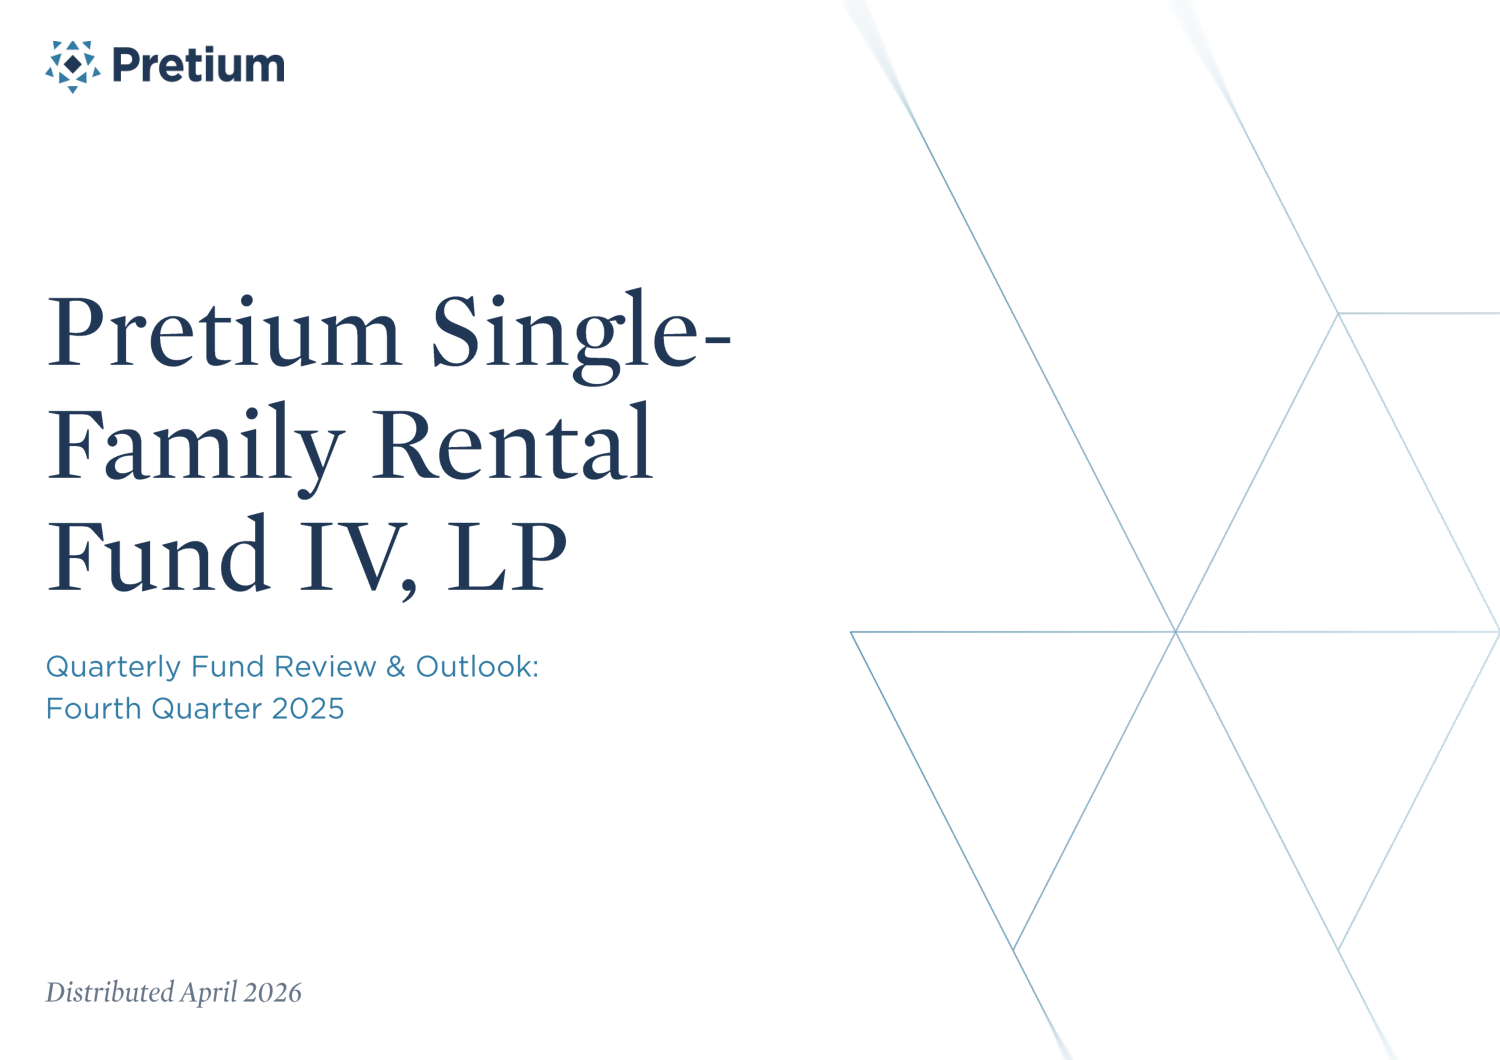 Pretium
Pretium Single-
Family Rental
Fund IV, LP
Quarterly Fund Review & Outlook:
Fourth Quarter 2025
Distributed April 2026